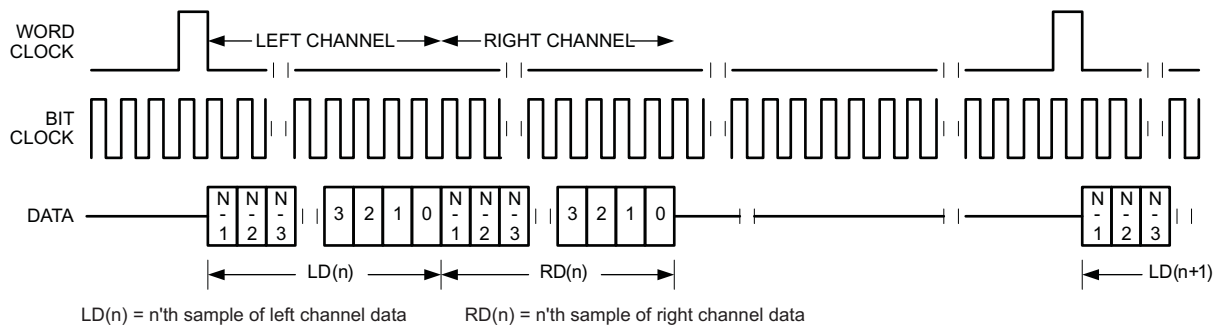 WORD
CLOCK
LEFT CHANNEL
RIGHT CHANNEL
BIT
CLOCK
DATA
N
-
1
N
-
2
N
-
3
3 2 1 0
N
-
1
N
-
2
N
-
3
3 2 1 0
N
-
1
N
-
2
N
-
3
LD(n)
RD(n)
LD(n+1)
LD(n) = n'th sample of left channel data
RD(n) = n'th sample of right channel data